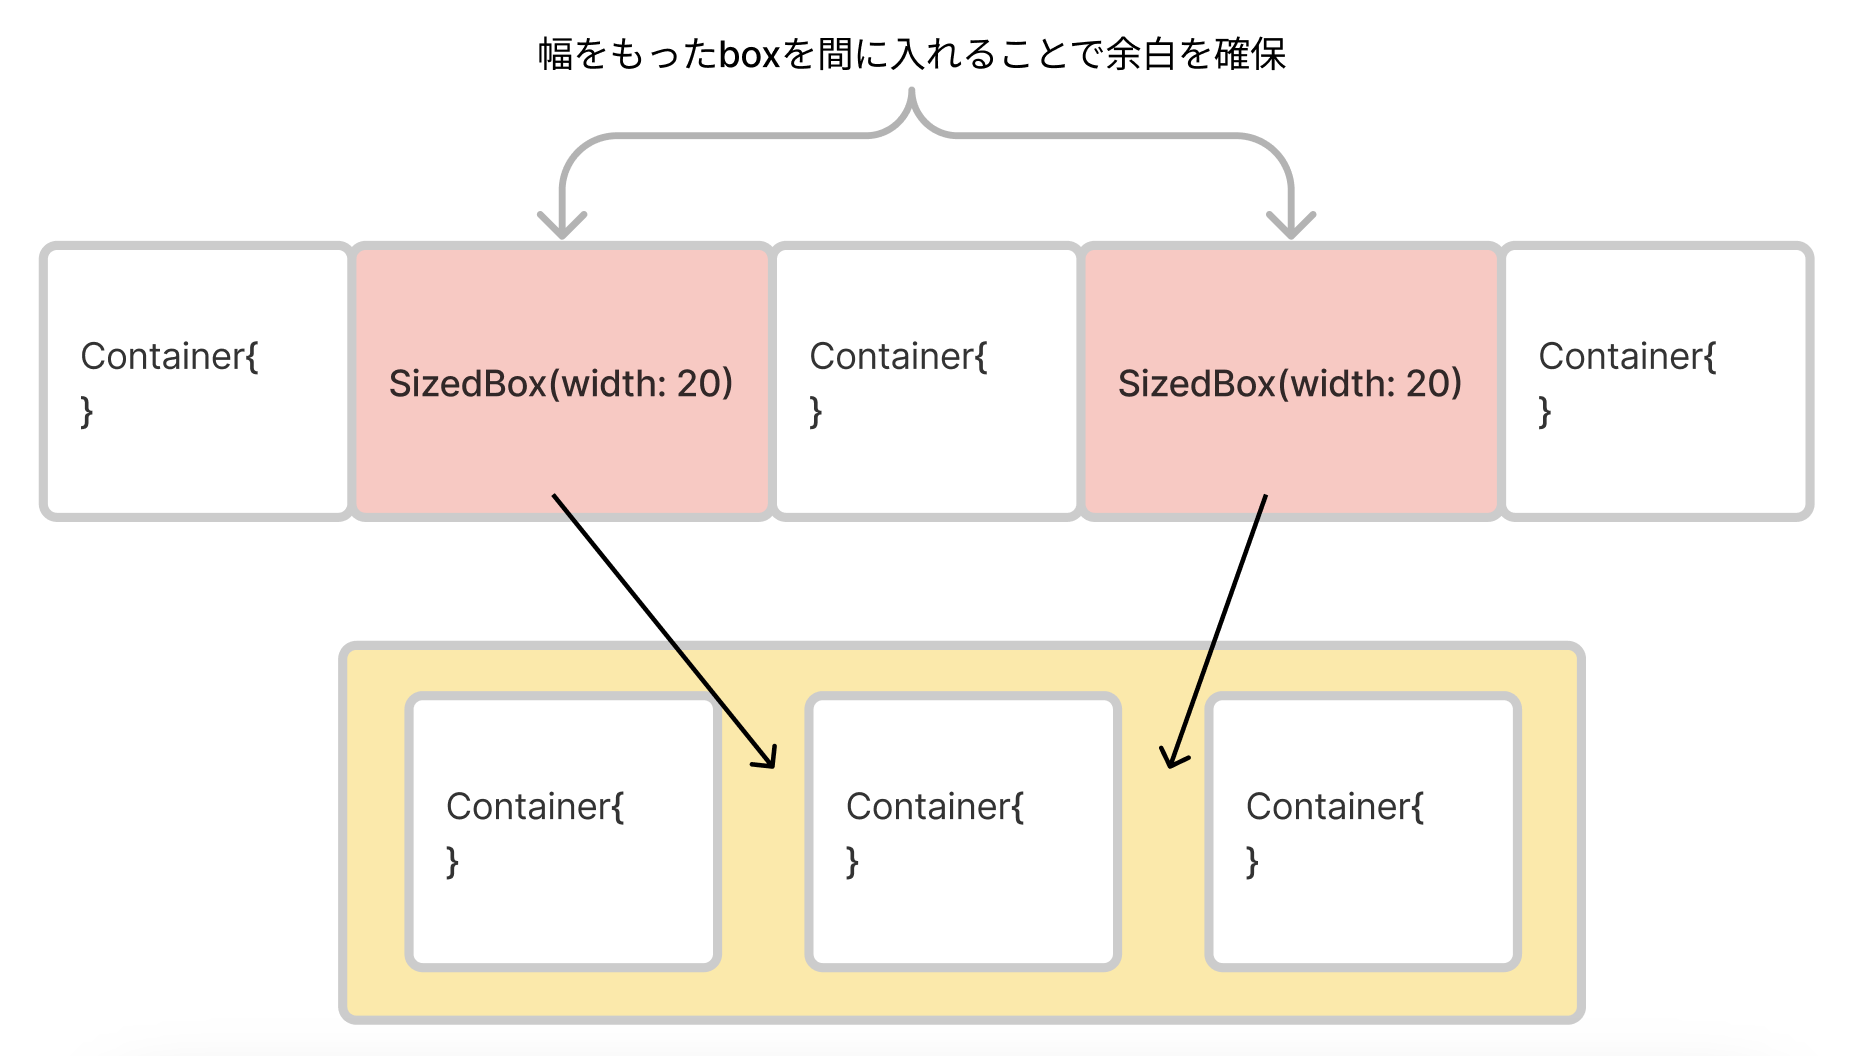 幅をもったboxを間に入れることで余白を確保
Container{
}
SizedBox(width: 20)
Container{
}
SizedBox(width: 20)
Container{
}
Container{
}
Container{
}
Container{
}